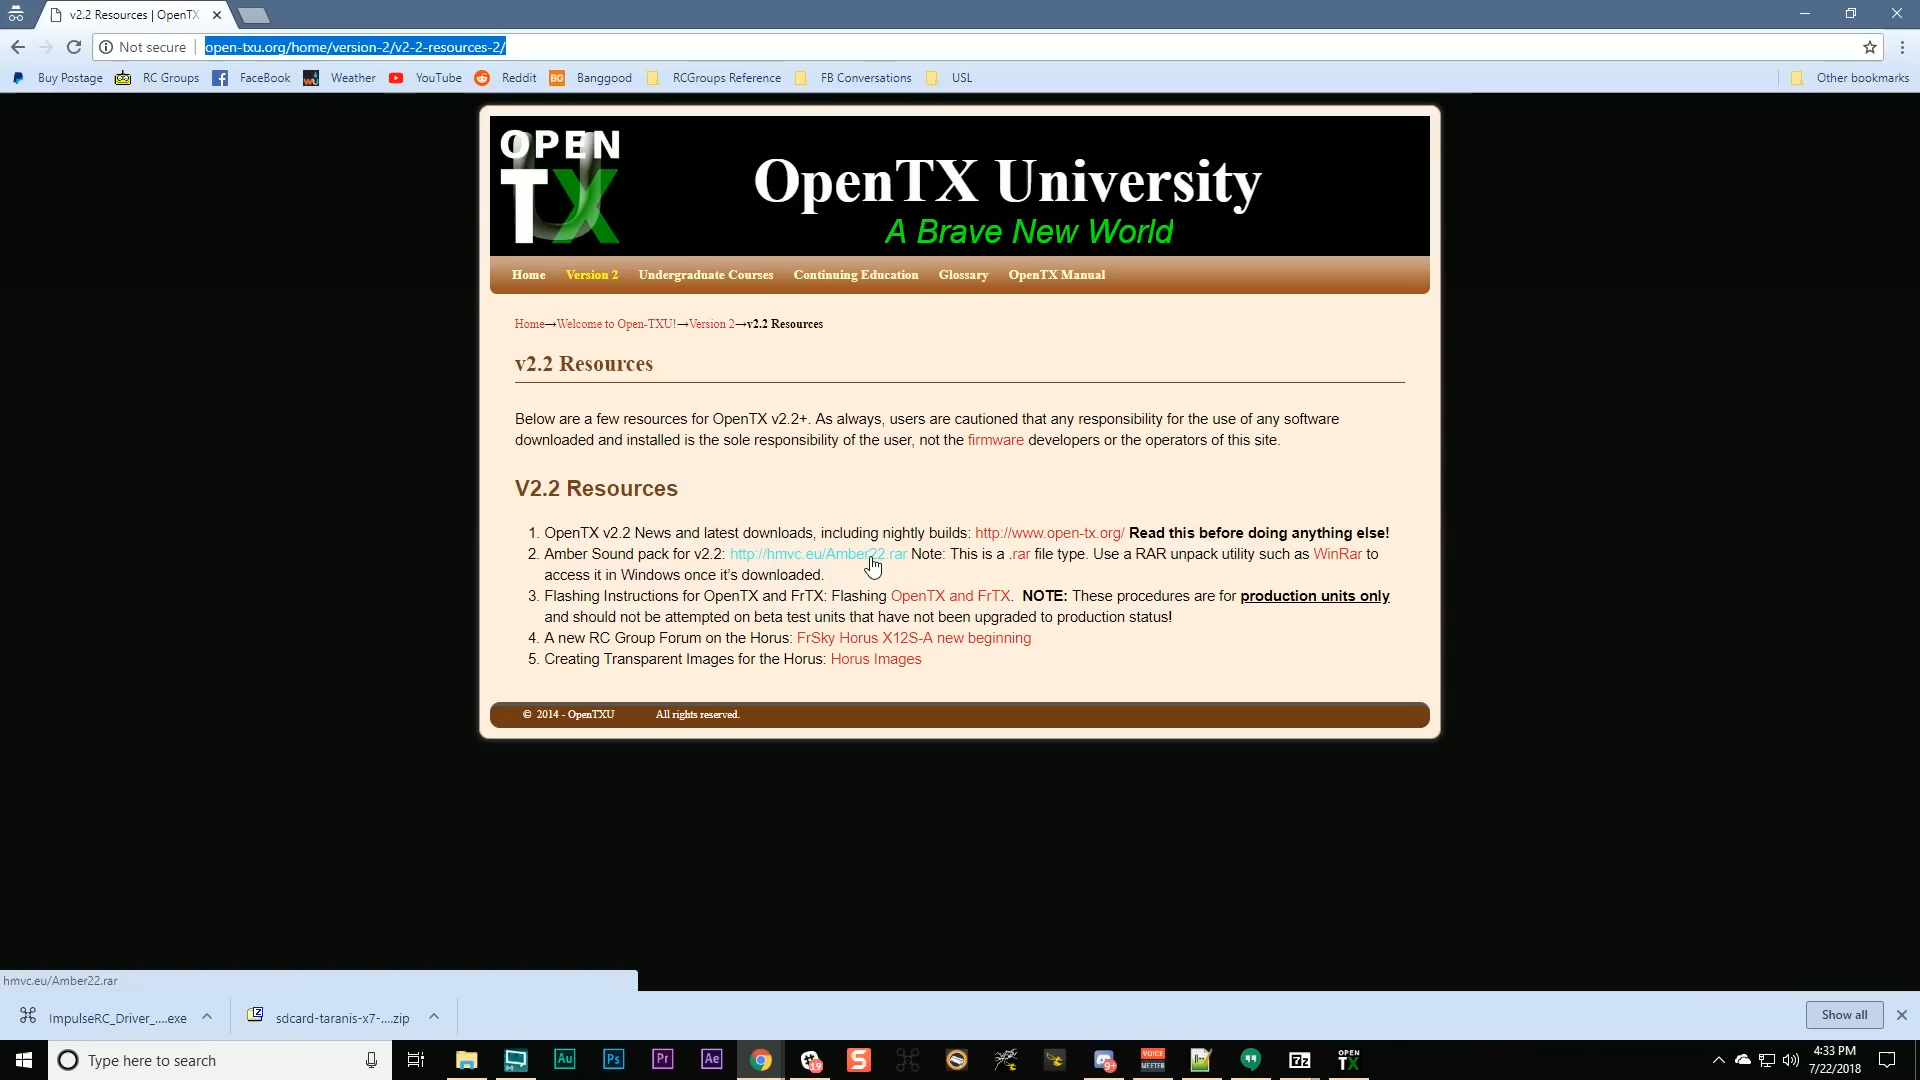 v2.2 Resources | OpenTX
Not secure
open-txu.org/home/version-2/v2-2-resources-2/
Buy Postage
RC Groups
FaceBook
Weather
YouTube
Reddit
BG
Banggood
RCGroups Reference
FB Conversations
USL
Other bookmarks
OPEN
TX
OpenTX University
A Brave New World
Home
Version 2
Undergraduate Courses
Continuing Education
Glossary
OpenTX Manual
Home→Welcome to Open-TXU!→Version 2→v2.2 Resources
v2.2 Resources
Below are a few resources for OpenTX v2.2+. As always, users are cautioned that any responsibility for the use of any software
downloaded and installed is the sole responsibility of the user, not the firmware developers or the operators of this site.
V2.2 Resources
1. OpenTX v2.2 News and latest downloads, including nightly builds: http://www.open-tx.org/ Read this before doing anything else!
2. Amber Sound pack for v2.2: http://hmvc.eu/Amber22.rar Note: This is a .rar file type. Use a RAR unpack utility such as WinRar to
access it in Windows once it's downloaded.
3. Flashing Instructions for OpenTX and FrTX: Flashing OpenTX and FrTX. NOTE: These procedures are for production units only
and should not be attempted on beta test units that have not been upgraded to production status!
4. A new RC Group Forum on the Horus: FrSky Horus X12S-A new beginning
5. Creating Transparent Images for the Horus: Horus Images
© 2014 - OpenTXU
All rights reserved.
hmvc.eu/Amber22.rar
ImpulseRC_Driver_....exe
sdcard-taranis-x7-....zip
Show all
Type here to search
Au
Ps
Pr
Ae
19
S
9+
VOICE
MEETER
7z
OPEN
TX
4:33 PM
7/22/2018